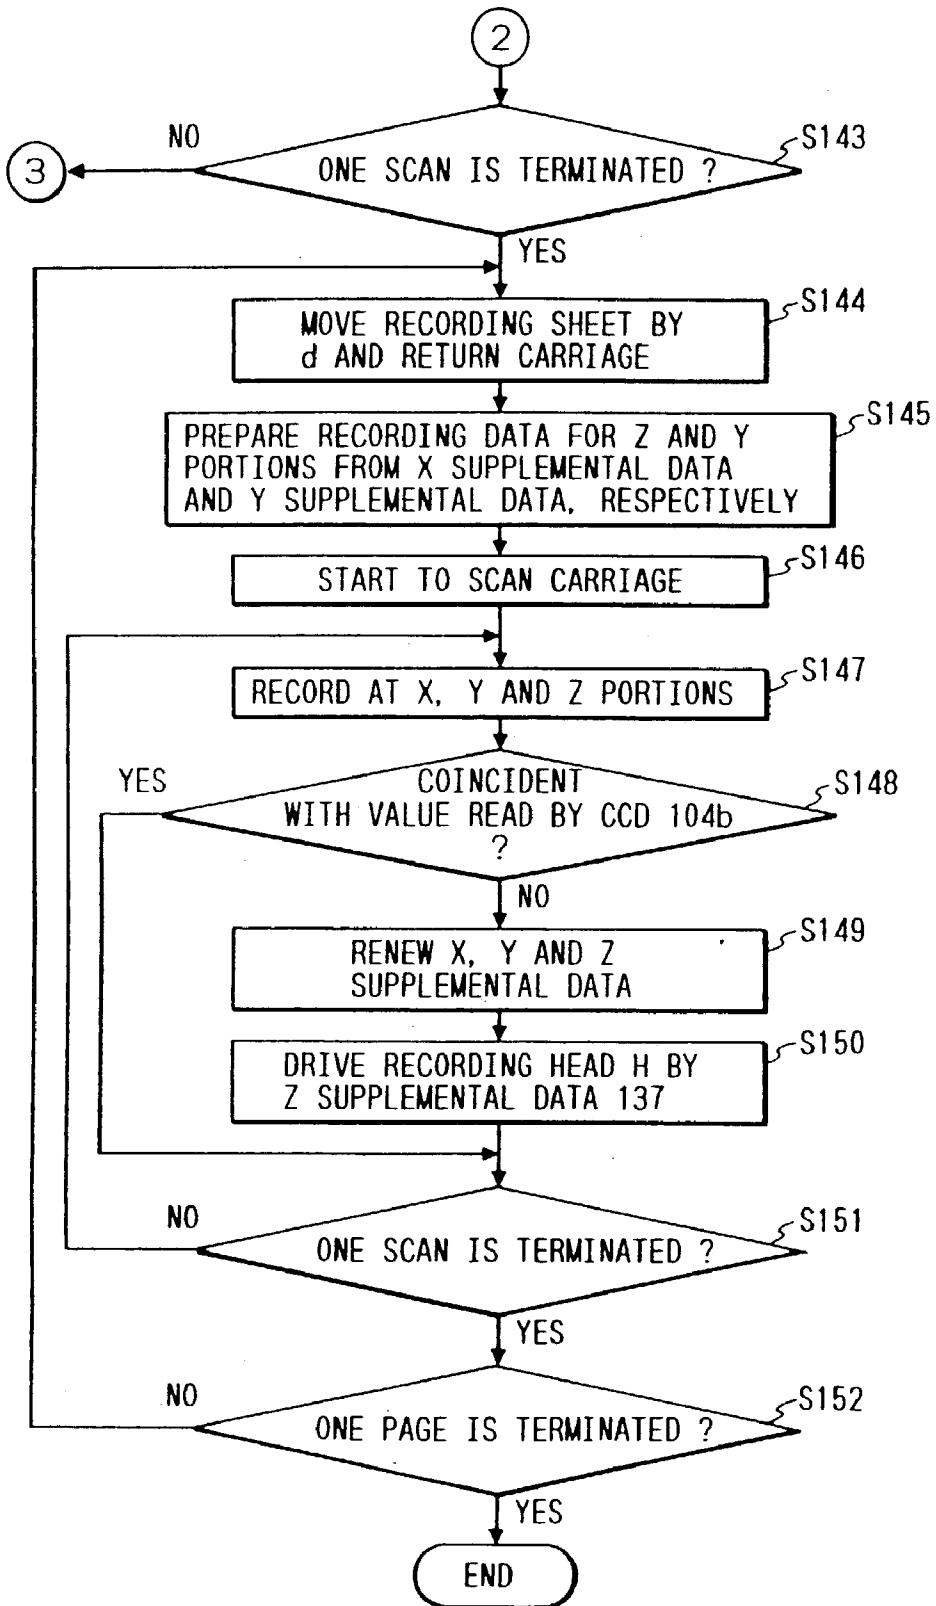 2
NO
S143
3
ONE SCAN IS TERMINATED ?
YES
S144
MOVE RECORDING SHEET BY
d AND RETURN CARRIAGE
S145
PREPARE RECORDING DATA FOR Z AND Y
PORTIONS FROM X SUPPLEMENTAL DATA
AND Y SUPPLEMENTAL DATA, RESPECTIVELY
S146
START TO SCAN CARRIAGE
S147
RECORD AT X, Y AND Z PORTIONS
YES
S148
COINCIDENT
WITH VALUE READ BY CCD 104b
?
NO
S149
RENEW X, Y AND Z
SUPPLEMENTAL DATA
S150
DRIVE RECORDING HEAD H BY
Z SUPPLEMENTAL DATA 137
NO
S151
ONE SCAN IS TERMINATED ?
YES
NO
S152
ONE PAGE IS TERMINATED ?
YES
END